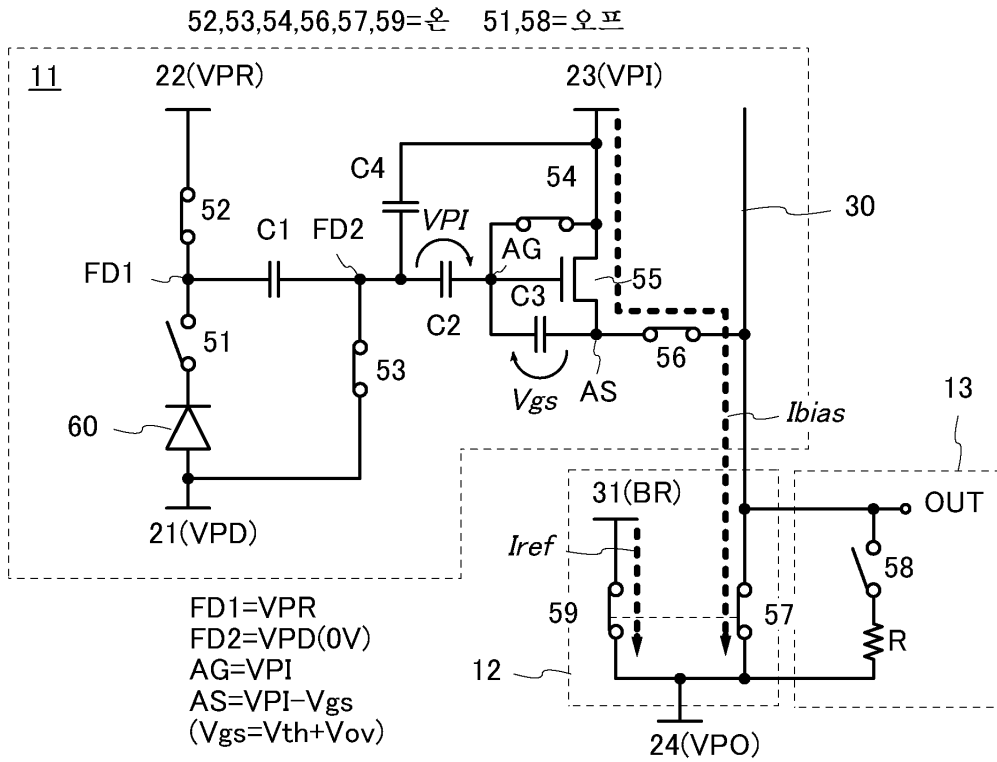 52,53,54,56,57,59=온 51,58=오프
11
22(VPR)
23(VPI)
C4
54
52
VPI
30
C1
FD2
AG
FD1
55
C2
C3
51
53
56
Vgs
AS
60
Ibias
13
31(BR)
OUT
21(VPD)
Iref
58
59
57
R
12
24(VPO)
FD1=VPR
FD2=VPD(0V)
AG=VPI
AS=VPI-Vgs
(Vgs=Vth+Vov)